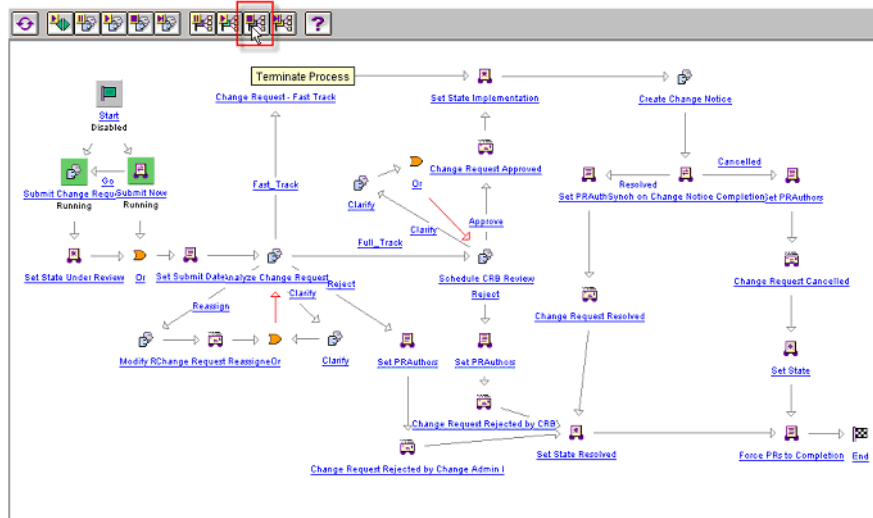 Terminate Process
Change Request - Fast Track
Set State Implementation
Create Change Notice
Start
Disabled
Go
Submit Change Requ
Submit Now
Running
Running
Fast_Track
Clarify
Or
Change Request Approved
Approve
Clarify
Full_Track
Cancelled
Resolved
Set PRAuth
Synch on Change Notice Completion
Set PRAuthors
Set State Under Review
Or
Set Submit Date
Analyze Change Request
Schedule CRB Review
Reject
Clarify
Reject
Reassign
Change Request Cancelled
Change Request Resolved
Modify R
Change Request Reassigne
Or
Clarify
Set PRAuthors
Set PRAuthors
Set State
Change Request Rejected by CRB
Change Request Rejected by Change Admin I
Set State Resolved
Force PRs to Completion
End